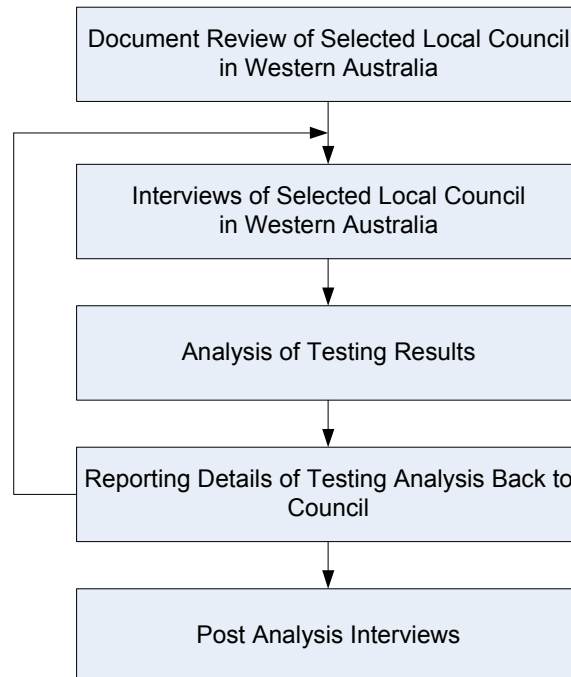 Document Review of Selected Local Council
in Western Australia
Interviews of Selected Local Council
in Western Australia
Analysis of Testing Results
Reporting Details of Testing Analysis Back to
Council
Post Analysis Interviews